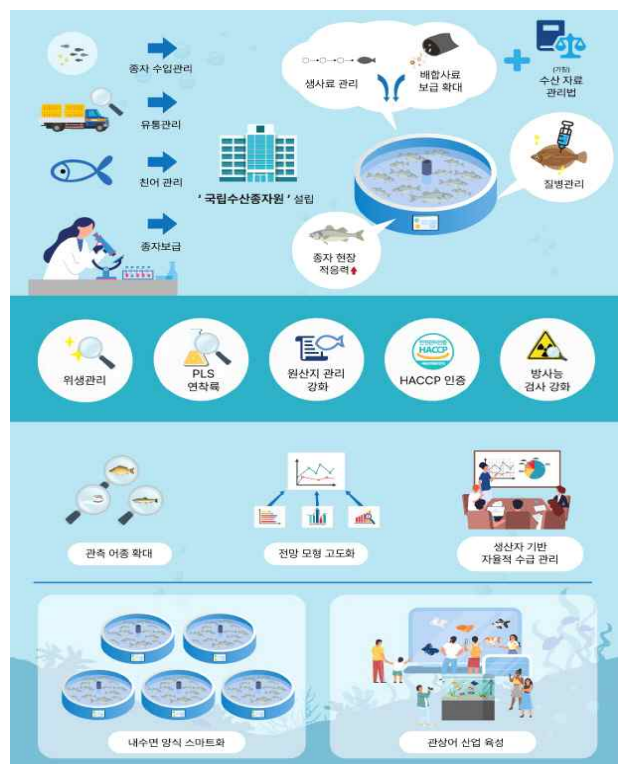 종자 수입관리
유통관리
친어 관리
종자보급
' 국립수산종자원 ' 설립
생사료 관리
배합사료
보급 확대
(가칭)
수산 자료
관리법
질병관리
종자 현장
적응력
위생관리
PLS
연착륙
원산지 관리
강화
HACCP
HACCP 인증
방사능
검사 강화
관측 어종 확대
전망 모형 고도화
생산자 기반
자율적 수급 관리
내수면 양식 스마트화
관상어 산업 육성